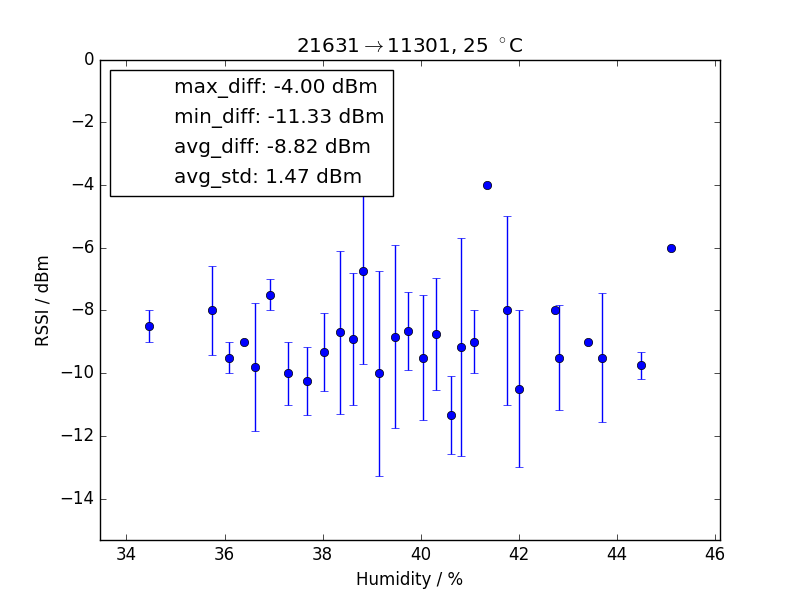 21631→11301, 25 °C
max_diff: -4.00 dBm
min_diff: -11.33 dBm
avg_diff: -8.82 dBm
avg_std: 1.47 dBm
RSSI / dBm
0
−2
−4
−6
−8
−10
−12
−14
34 36 38 40 42 44 46
Humidity / %